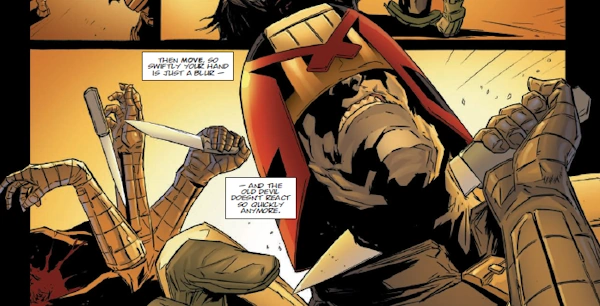 THEN MOVE, SO
SWIFTLY YOUR HAND
IS JUST A BLUR —
— AND THE
OLD DEVIL
DOESN'T REACT
SO QUICKLY
ANYMORE.